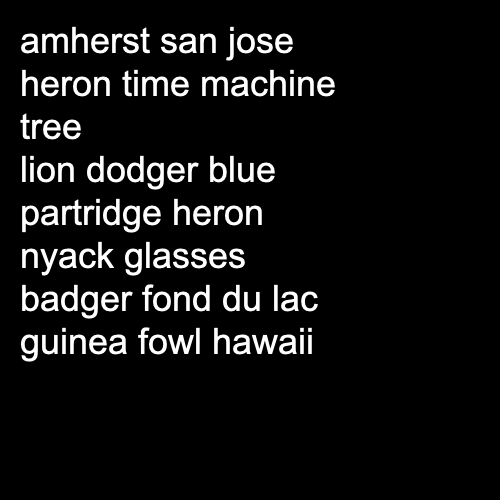 amherst san jose
heron time machine
tree
lion dodger blue
partridge heron
nyack glasses
badger fond du lac
guinea fowl hawaii